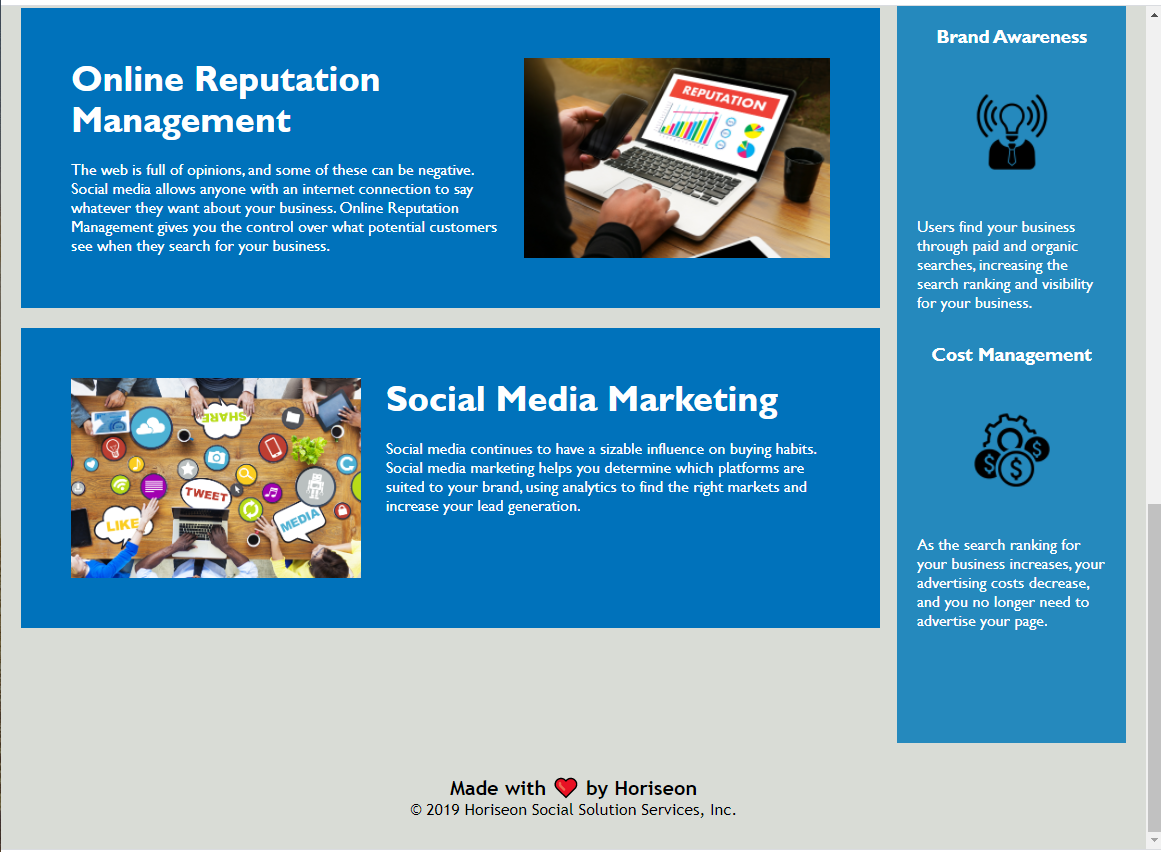 Online Reputation
Management
The web is full of opinions, and some of these can be negative.
Social media allows anyone with an internet connection to say
whatever they want about your business. Online Reputation
Management gives you the control over what potential customers
see when they search for your business.
REPUTATION
Social Media Marketing
Social media continues to have a sizable influence on buying habits.
Social media marketing helps you determine which platforms are
suited to your brand, using analytics to find the right markets and
increase your lead generation.
SHARE
TWEET
LIKE
MEDIA
Brand Awareness
Users find your business
through paid and organic
searches, increasing the
search ranking and visibility
for your business.
Cost Management
$ $ $
As the search ranking for
your business increases, your
advertising costs decrease,
and you no longer need to
advertise your page.
Made with ❤️ by Horiseon
© 2019 Horiseon Social Solution Services, Inc.